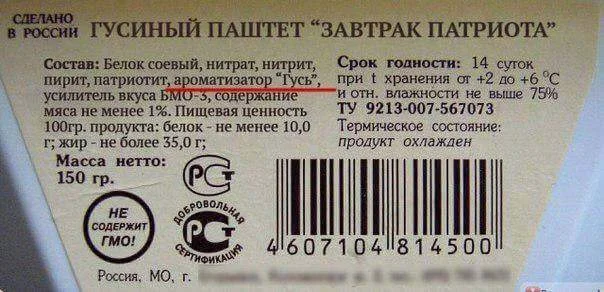 СДЕЛАНО
В РОССИИ
ГУСИНЫЙ ПАШТЕТ “ЗАВТРАК ПАТРИОТА”
Состав: Белок соевый, нитрат, нитрит,
пирит, патриотит, ароматизатор “Гусь”,
усилитель вкуса БМО-3, содержание
мяса не менее 1%. Пищевая ценность
100гр. продукта: белок - не менее 10,0
г; жир - не более 35,0 г;
Масса нетто:
150 гр.
Срок годности: 14 суток
при t хранения от +2 до +6 °C
и отн. влажности не выше 75%
ТУ 9213-007-567073
Термическое состояние:
продукт охлажден
НЕ
СОДЕРЖИТ
ГМО!
РСТ
ДОБРОВОЛЬНАЯ
РСТ
СЕРТИФИКАЦИЯ
4 607104 814500
Россия, МО, г.